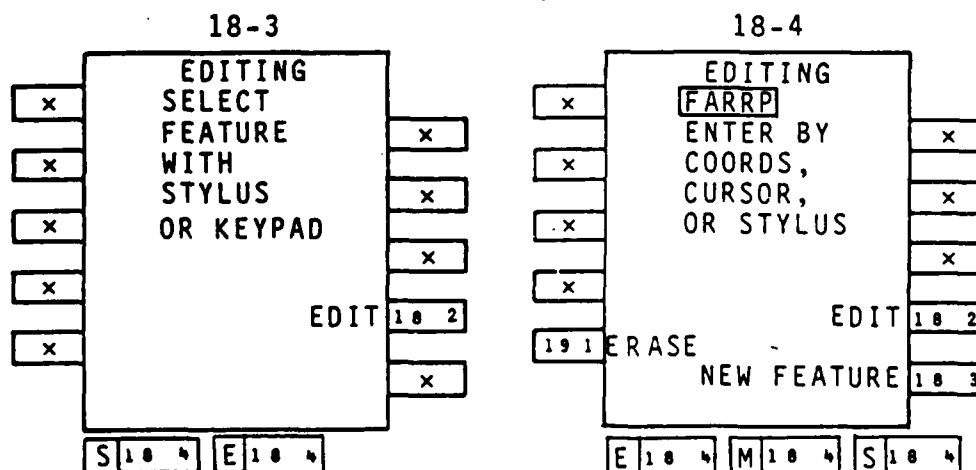 18-3
EDITING
SELECT
FEATURE
WITH
STYLUS
OR KEYPAD
EDIT 18 2
x
x
x
x
x
x
x
x
x
S 18 4 E 18 4
18-4
EDITING
FARRP
ENTER BY
COORDS,
CURSOR,
OR STYLUS
EDIT 18 2
191 ERASE
NEW FEATURE 18 3
x
x
x
x
x
x
x
E 18 4 M 18 4 S 18 4